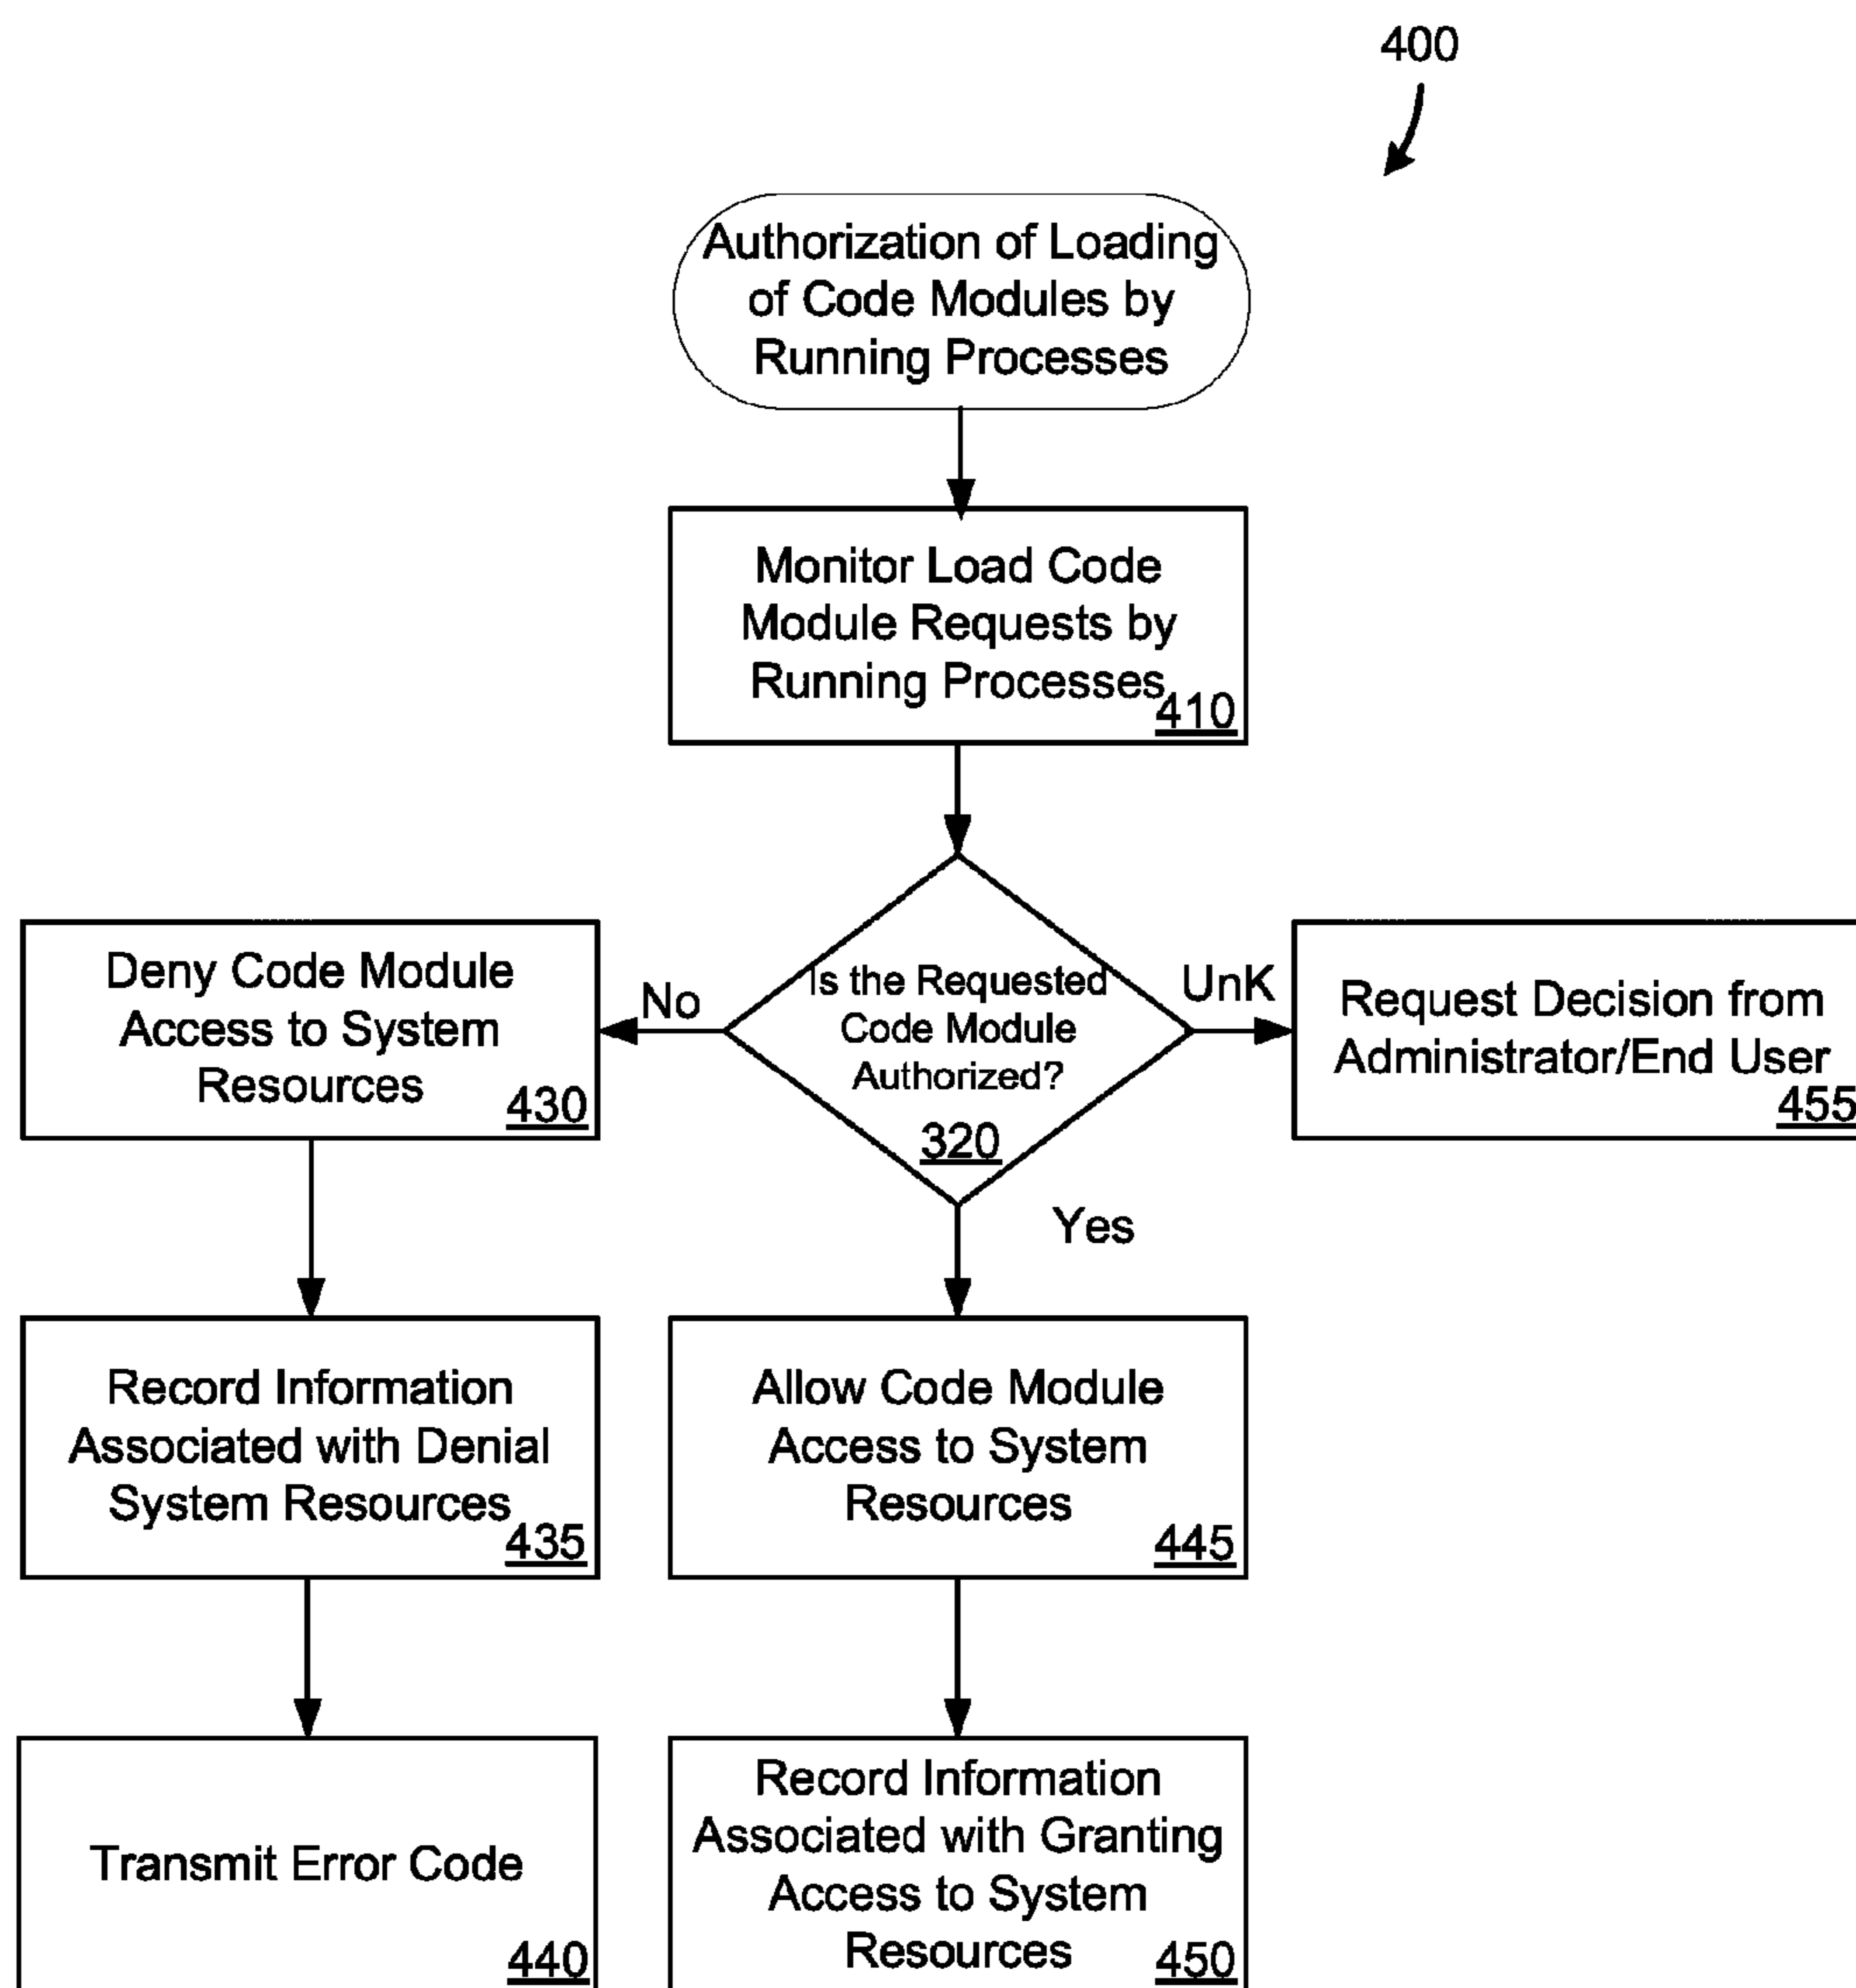 400
Authorization of Loading
of Code Modules by
Running Processes
Monitor Load Code
Module Requests by
Running Processes
410
Is the Requested
Code Module
Authorized?
320
No
UnK
Yes
Deny Code Module
Access to System
Resources
430
Request Decision from
Administrator/End User
455
Record Information
Associated with Denial
System Resources
435
Allow Code Module
Access to System
Resources
445
Transmit Error Code
440
Record Information
Associated with Granting
Access to System
Resources
450